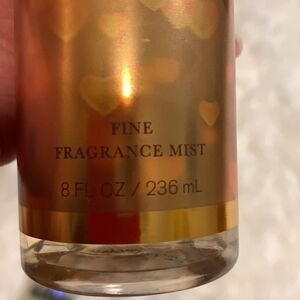 FINE
FRAGRANCE MIST
8 FL OZ / 236 mL